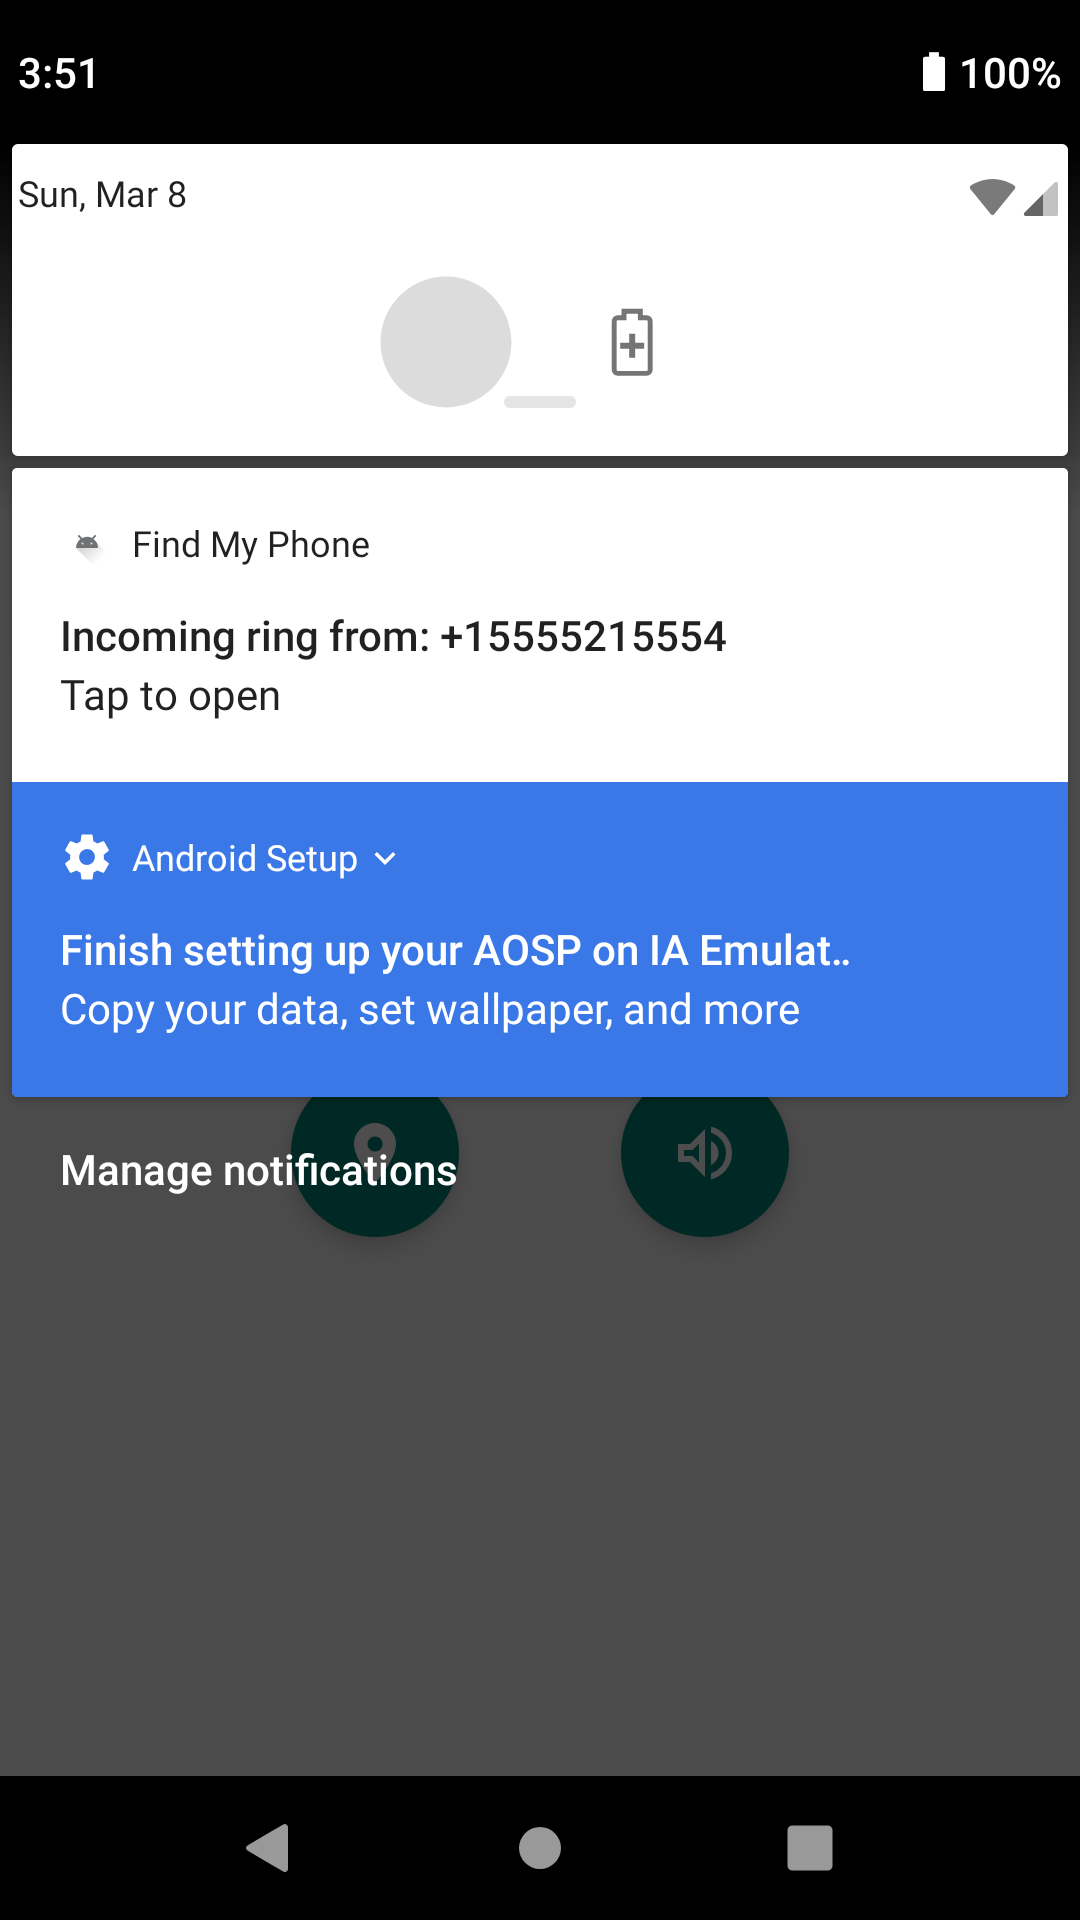 3:51
100%
Sun, Mar 8
Find My Phone
Incoming ring from: +15555215554
Tap to open
Android Setup
Finish setting up your AOSP on IA Emulat..
Copy your data, set wallpaper, and more
Manage notifications